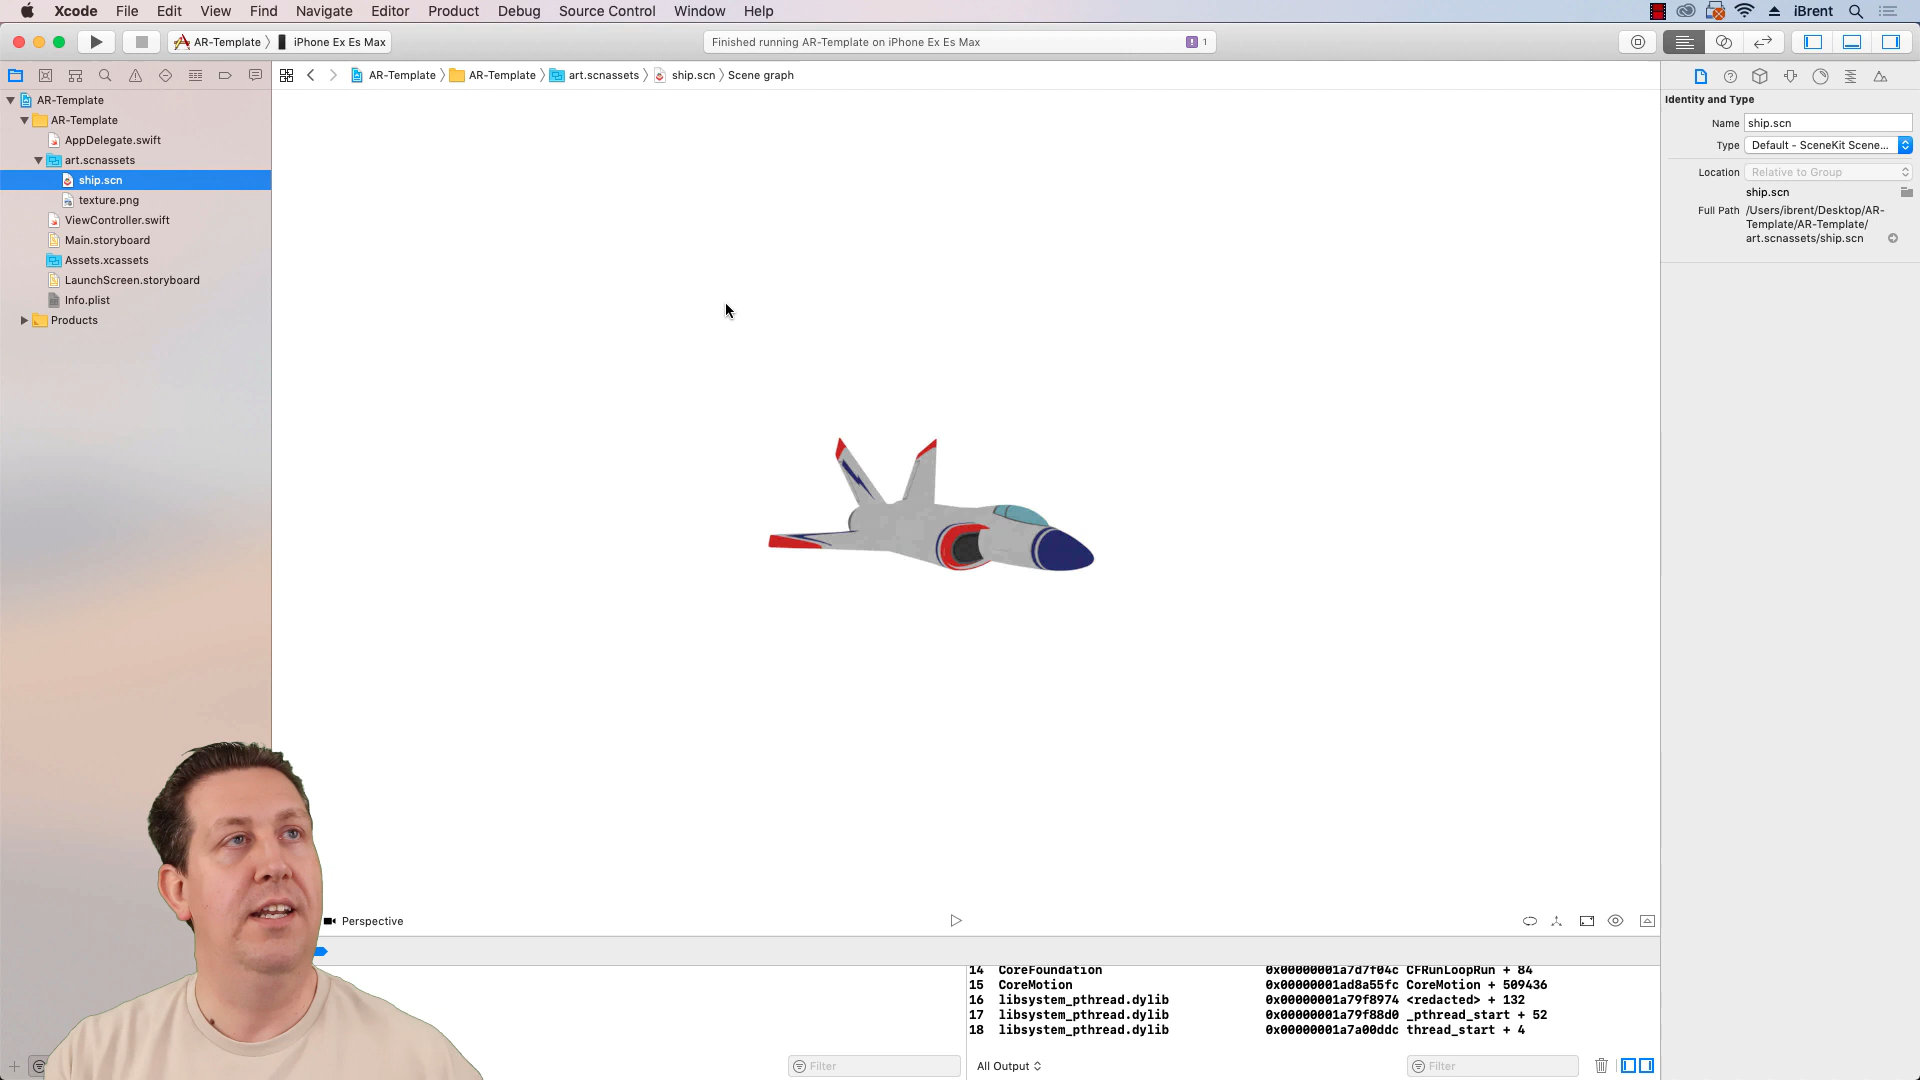 Xcode File Edit View Find Navigate Editor Product Debug Source Control Window Help iBrent
AR-Template iPhone Ex Es Max Finished running AR-Template on iPhone Ex Es Max 1
AR-Template AR-Template art.scnassets ship.scn Scene graph
AR-Template
AR-Template
AppDelegate.swift
art.scnassets
ship.scn
texture.png
ViewController.swift
Main.storyboard
Assets.xcassets
LaunchScreen.storyboard
Info.plist
Products
Identity and Type
Name ship.scn
Type Default - SceneKit Scene...
Location Relative to Group
ship.scn
Full Path /Users/ibrent/Desktop/AR-
Template/AR-Template/
art.scnassets/ship.scn
Perspective
14 CoreFoundation 0x00000001a7d7f04c CFRunLoopRun + 84
15 CoreMotion 0x00000001ad8a55fc CoreMotion + 509436
16 libsystem_pthread.dylib 0x00000001a79f8974 <redacted> + 132
17 libsystem_pthread.dylib 0x00000001a79f88d0 _pthread_start + 52
18 libsystem_pthread.dylib 0x00000001a7a00ddc thread_start + 4
Filter All Output Filter